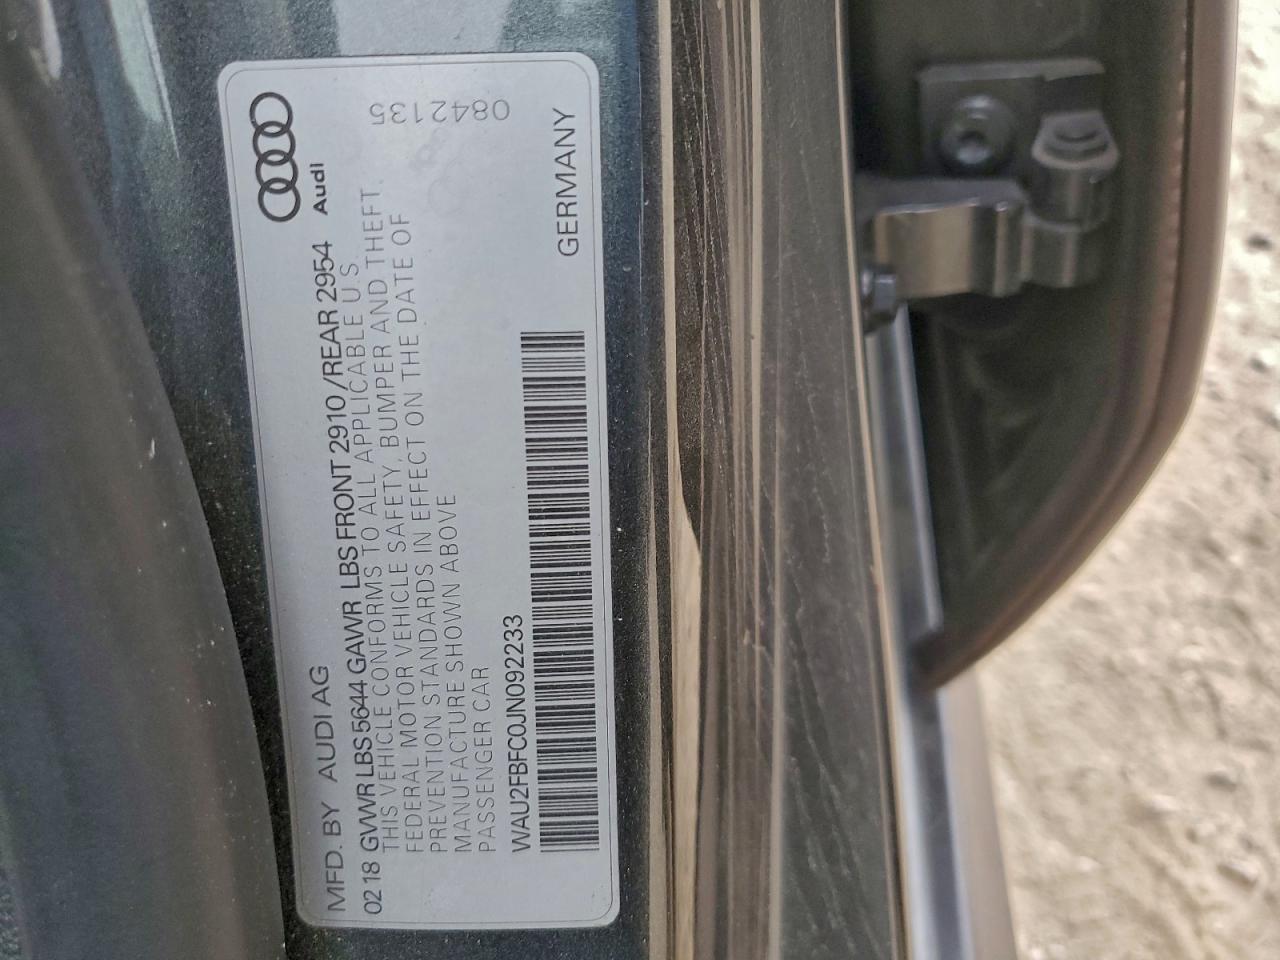 Audi
MFD. BY AUDI AG
02 18 GVWR LBS 5644 GAWR LBS FRONT 2910 / REAR 2954
THIS VEHICLE CONFORMS TO ALL APPLICABLE U.S.
FEDERAL MOTOR VEHICLE SAFETY, BUMPER AND THEFT
PREVENTION STANDARDS IN EFFECT ON THE DATE OF
MANUFACTURE SHOWN ABOVE
PASSENGER CAR
WAU2FBFC0JN092233
GERMANY
0842135